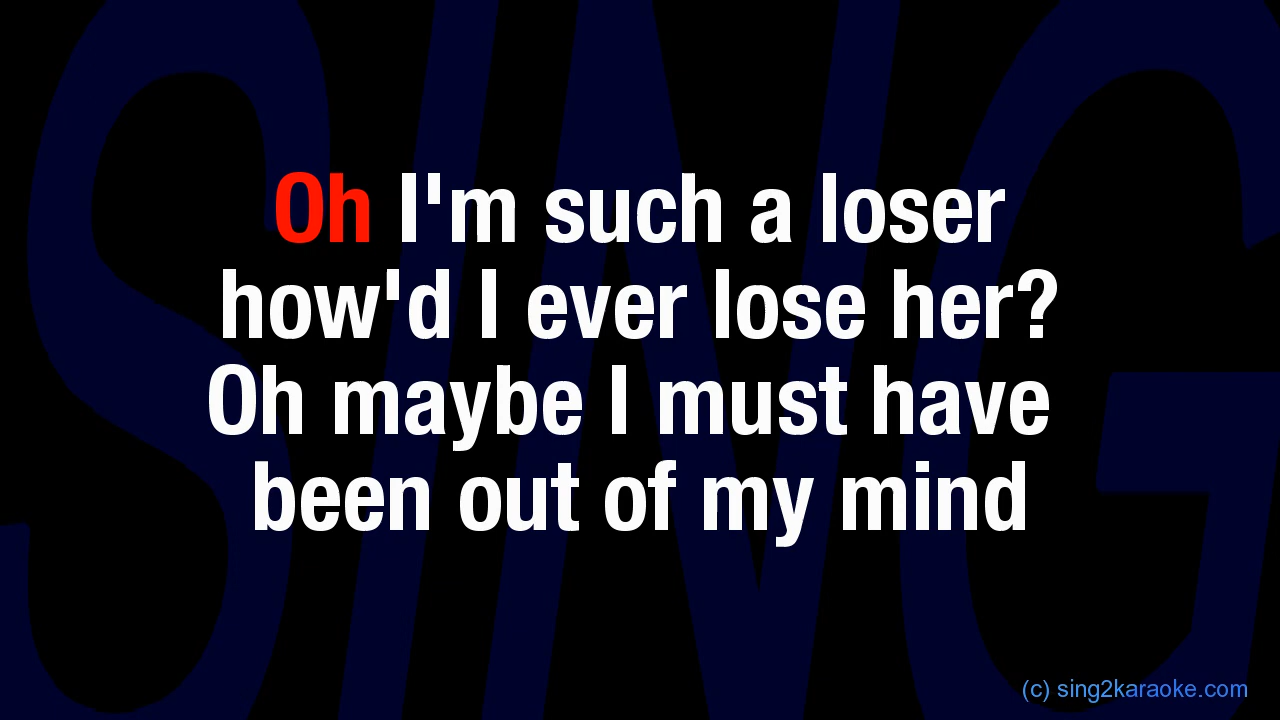 Oh I'm such a loser
how'd I ever lose her?
Oh maybe I must have
been out of my mind
(c) sing2karaoke.com
SING